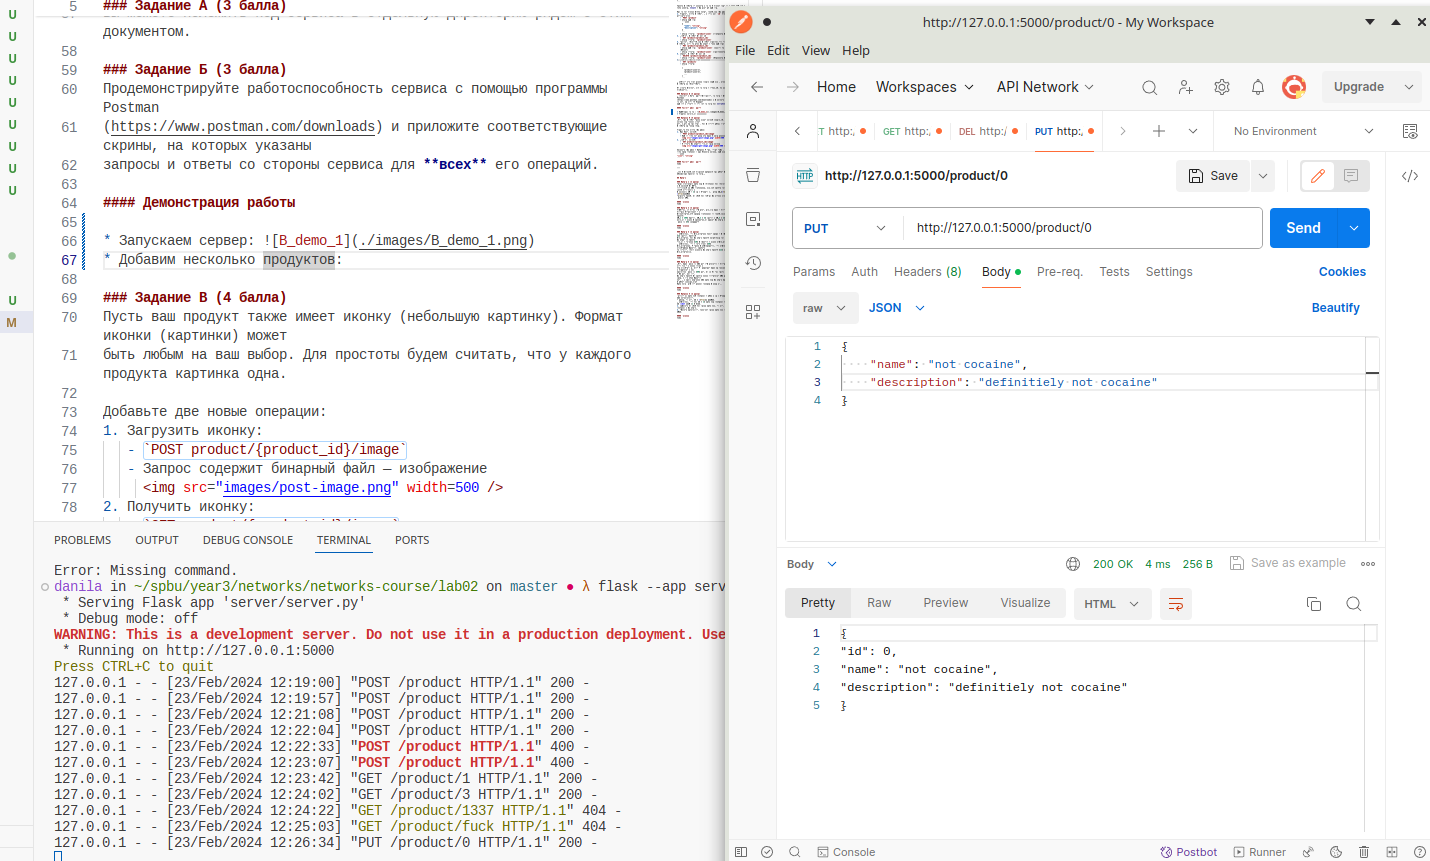 5 ### Задание А (3 балла)
документом.
58
59 ### Задание Б (3 балла)
60 Продемонстрируйте работоспособность сервиса с помощью программы
Postman
61 (https://www.postman.com/downloads) и приложите соответствующие
скрины, на которых указаны
62 запросы и ответы со стороны сервиса для **всех** его операций.
63
64 #### Демонстрация работы
65
66 * Запускаем сервер: ![B_demo_1](./images/B_demo_1.png)
67 * Добавим несколько продуктов:
68
69 ### Задание В (4 балла)
70 Пусть ваш продукт также имеет иконку (небольшую картинку). Формат
иконки (картинки) может
71 быть любым на ваш выбор. Для простоты будем считать, что у каждого
продукта картинка одна.
72
73 Добавьте две новые операции:
74 1. Загрузить иконку:
75 - `POST product/{product_id}/image`
76 - Запрос содержит бинарный файл — изображение
77 <img src="images/post-image.png" width=500 />
78 2. Получить иконку:
U
U
U
U
U
U
U
U
U
U
M
PROBLEMS OUTPUT DEBUG CONSOLE TERMINAL PORTS
Error: Missing command.
danila in ~/spbu/year3/networks/networks-course/lab02 on master ● λ flask --app serv
* Serving Flask app 'server/server.py'
* Debug mode: off
WARNING: This is a development server. Do not use it in a production deployment. Use
* Running on http://127.0.0.1:5000
Press CTRL+C to quit
127.0.0.1 - - [23/Feb/2024 12:19:00] "POST /product HTTP/1.1" 200 -
127.0.0.1 - - [23/Feb/2024 12:19:57] "POST /product HTTP/1.1" 200 -
127.0.0.1 - - [23/Feb/2024 12:21:08] "POST /product HTTP/1.1" 200 -
127.0.0.1 - - [23/Feb/2024 12:22:04] "POST /product HTTP/1.1" 200 -
127.0.0.1 - - [23/Feb/2024 12:22:33] "POST /product HTTP/1.1" 400 -
127.0.0.1 - - [23/Feb/2024 12:23:07] "POST /product HTTP/1.1" 400 -
127.0.0.1 - - [23/Feb/2024 12:23:42] "GET /product/1 HTTP/1.1" 200 -
127.0.0.1 - - [23/Feb/2024 12:24:02] "GET /product/3 HTTP/1.1" 200 -
127.0.0.1 - - [23/Feb/2024 12:24:22] "GET /product/1337 HTTP/1.1" 404 -
127.0.0.1 - - [23/Feb/2024 12:25:03] "GET /product/fuck HTTP/1.1" 404 -
127.0.0.1 - - [23/Feb/2024 12:26:34] "PUT /product/0 HTTP/1.1" 200 -
http://127.0.0.1:5000/product/0 - My Workspace
File Edit View Help
Home Workspaces API Network Upgrade
T http:, GET http:, DEL http:/ PUT http:, No Environment
HTTP http://127.0.0.1:5000/product/0 Save
PUT http://127.0.0.1:5000/product/0 Send
Params Auth Headers (8) Body Pre-req. Tests Settings Cookies
raw JSON Beautify
1 {
2 "name": "not cocaine",
3 "description": "definitiely not cocaine"
4 }
Body 200 OK 4 ms 256 B Save as example
Pretty Raw Preview Visualize HTML
1 {
2 "id": 0,
3 "name": "not cocaine",
4 "description": "definitiely not cocaine"
5 }
Console Postbot Runner